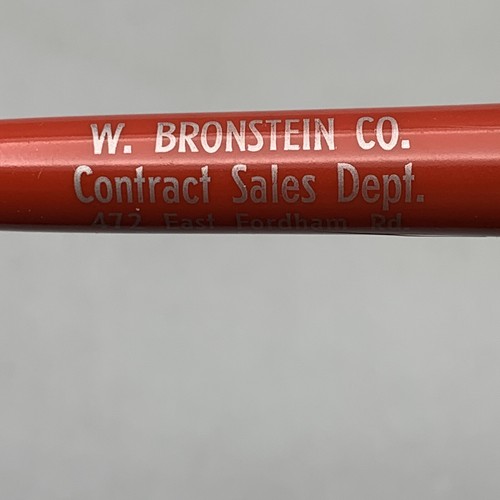 W. BRONSTEIN CO.
Contract Sales Dept.
472 East Fordham Rd.